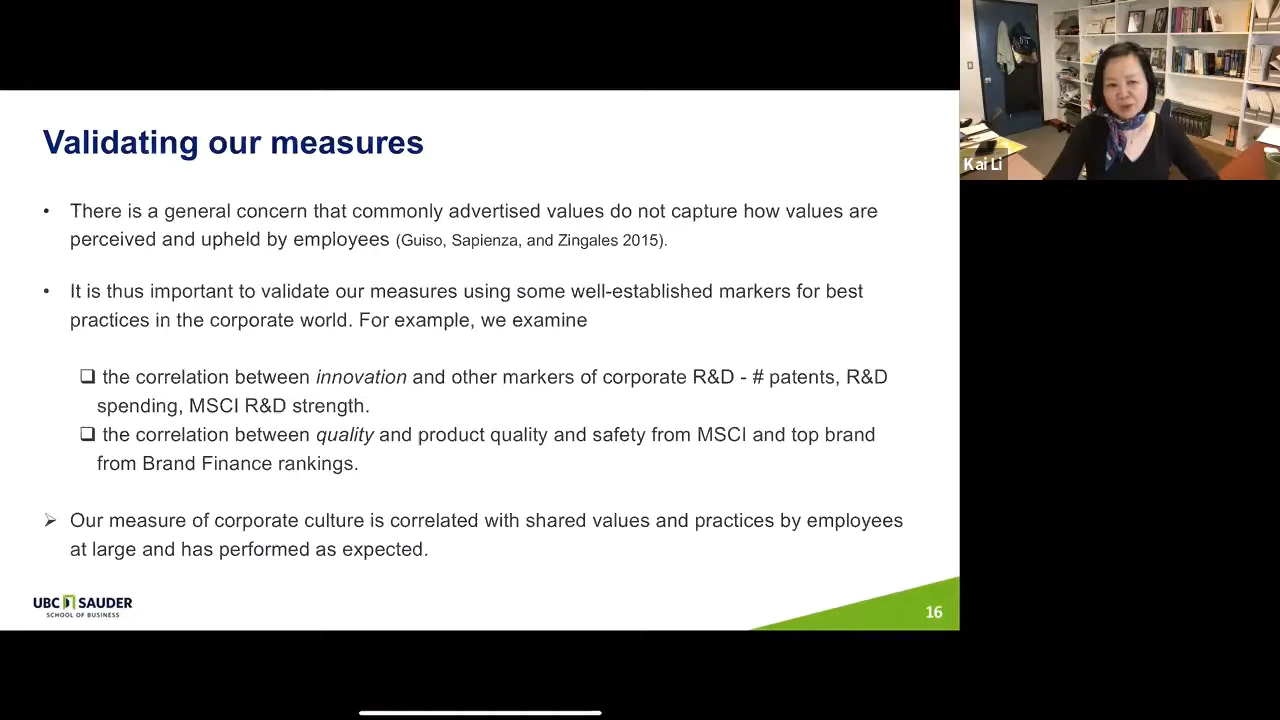 Validating our measures
• There is a general concern that commonly advertised values do not capture how values are
perceived and upheld by employees (Guiso, Sapienza, and Zingales 2015).
• It is thus important to validate our measures using some well-established markers for best
practices in the corporate world. For example, we examine
❑ the correlation between innovation and other markers of corporate R&D - # patents, R&D
spending, MSCI R&D strength.
❑ the correlation between quality and product quality and safety from MSCI and top brand
from Brand Finance rankings.
➢ Our measure of corporate culture is correlated with shared values and practices by employees
at large and has performed as expected.
UBC SAUDER
SCHOOL OF BUSINESS
16
Kai Li